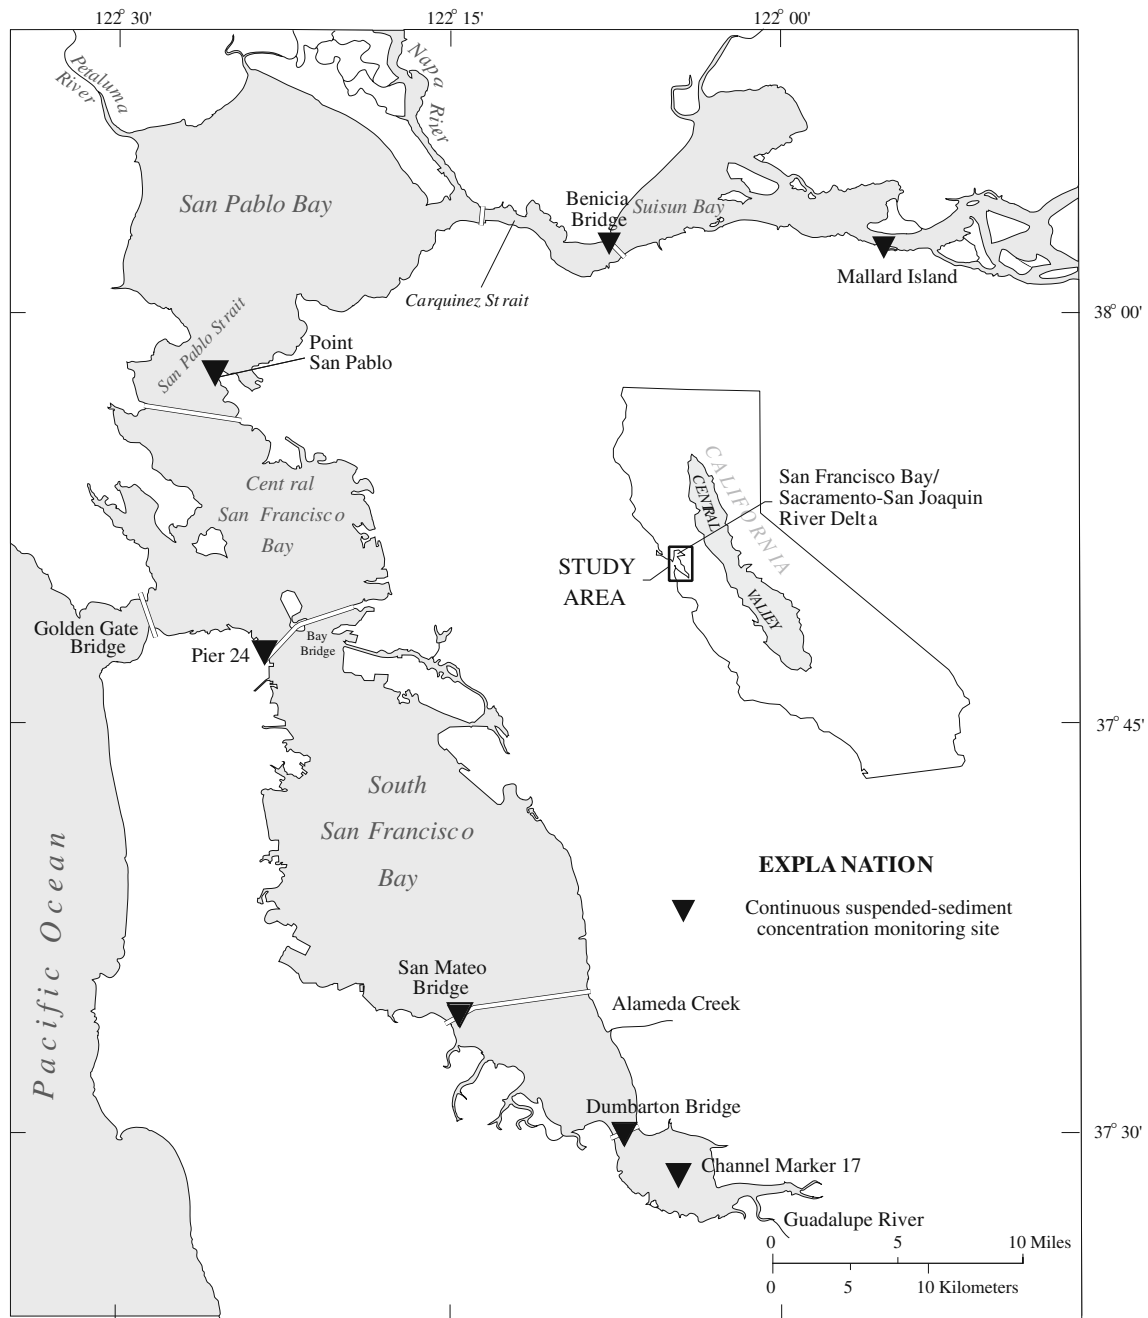 122° 30'
122° 15'
122° 00'
Petaluma
River
Napa
River
San Pablo Bay
Benicia
Bridge
Suisun Bay
Mallard Island
Carquinez Strait
38° 00'
San Pablo Strait
Point
San Pablo
Cent ral
San Francisco
Bay
CALIFORNIA
CENTRAL
VALLEY
San Francisco Bay/
Sacramento-San Joaquin
River Delta
STUDY
AREA
Golden Gate
Bridge
Pier 24
Bay
Bridge
37° 45'
South
San Francisco
Bay
Pacific Ocean
EXPLA NATION
Continuous suspended-sediment
concentration monitoring site
San Mateo
Bridge
Alameda Creek
Dumbarton Bridge
37° 30'
Channel Marker 17
Guadalupe River
0 5 10 Miles
0 5 10 Kilometers